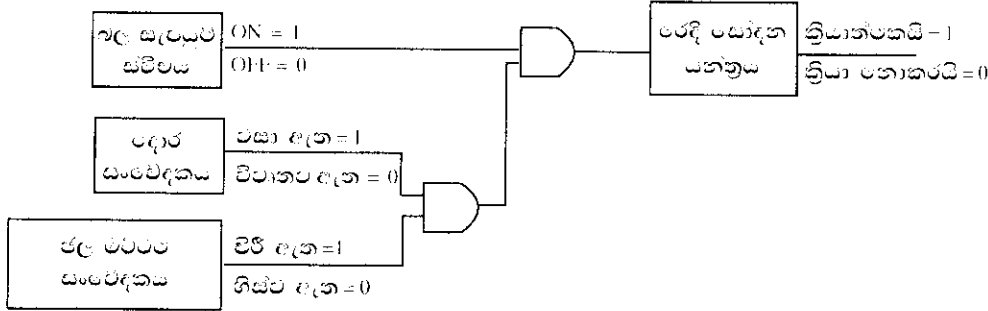 බල සැපයුම්
ස්විචය
ON = 1
OFF = 0
රෙදි සෝදන
යන්ත්‍රය
ක්‍රියාත්මකයි = 1
ක්‍රියා නොකරයි = 0
දොර
සංවේදකය
වසා ඇත = 1
විවෘතව ඇත = 0
ජල මට්ටම්
සංවේදකය
පිරී ඇත = 1
හිස්ව ඇත = 0